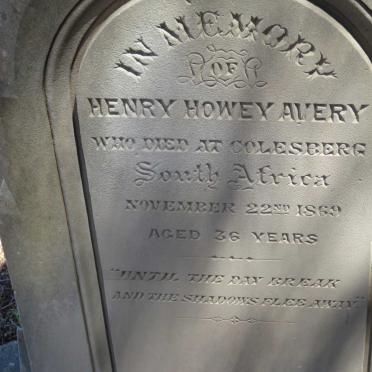 IN MEMORY
OF
HENRY HOWEY AVERY
WHO DIED AT COLESBERG
South Africa
NOVEMBER 22ND 1869
AGED 36 YEARS
"UNTIL THE DAY BREAK
AND THE SHADOWS FLEE AWAY"